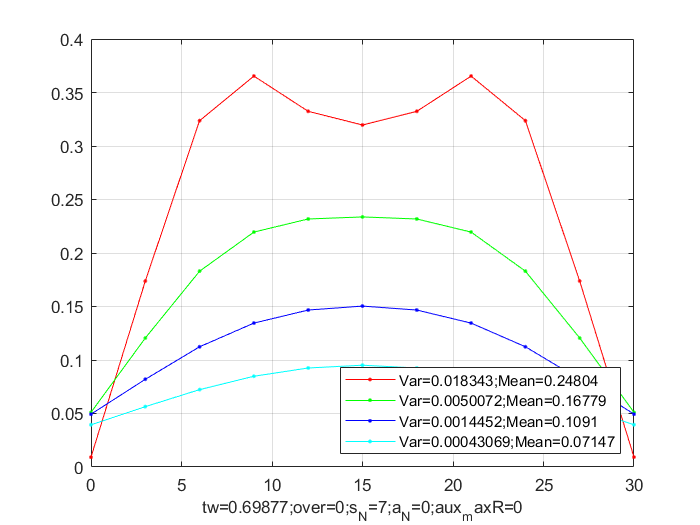 0.4
0.35
0.3
0.25
0.2
0.15
0.1
0.05
0
0 5 10 15 20 25 30
Var=0.018343;Mean=0.24804
Var=0.0050072;Mean=0.16779
Var=0.0014452;Mean=0.1091
Var=0.00043069;Mean=0.07147
tw=0.69877;over=0;s_N=7;a_N=0;aux_maxR=0